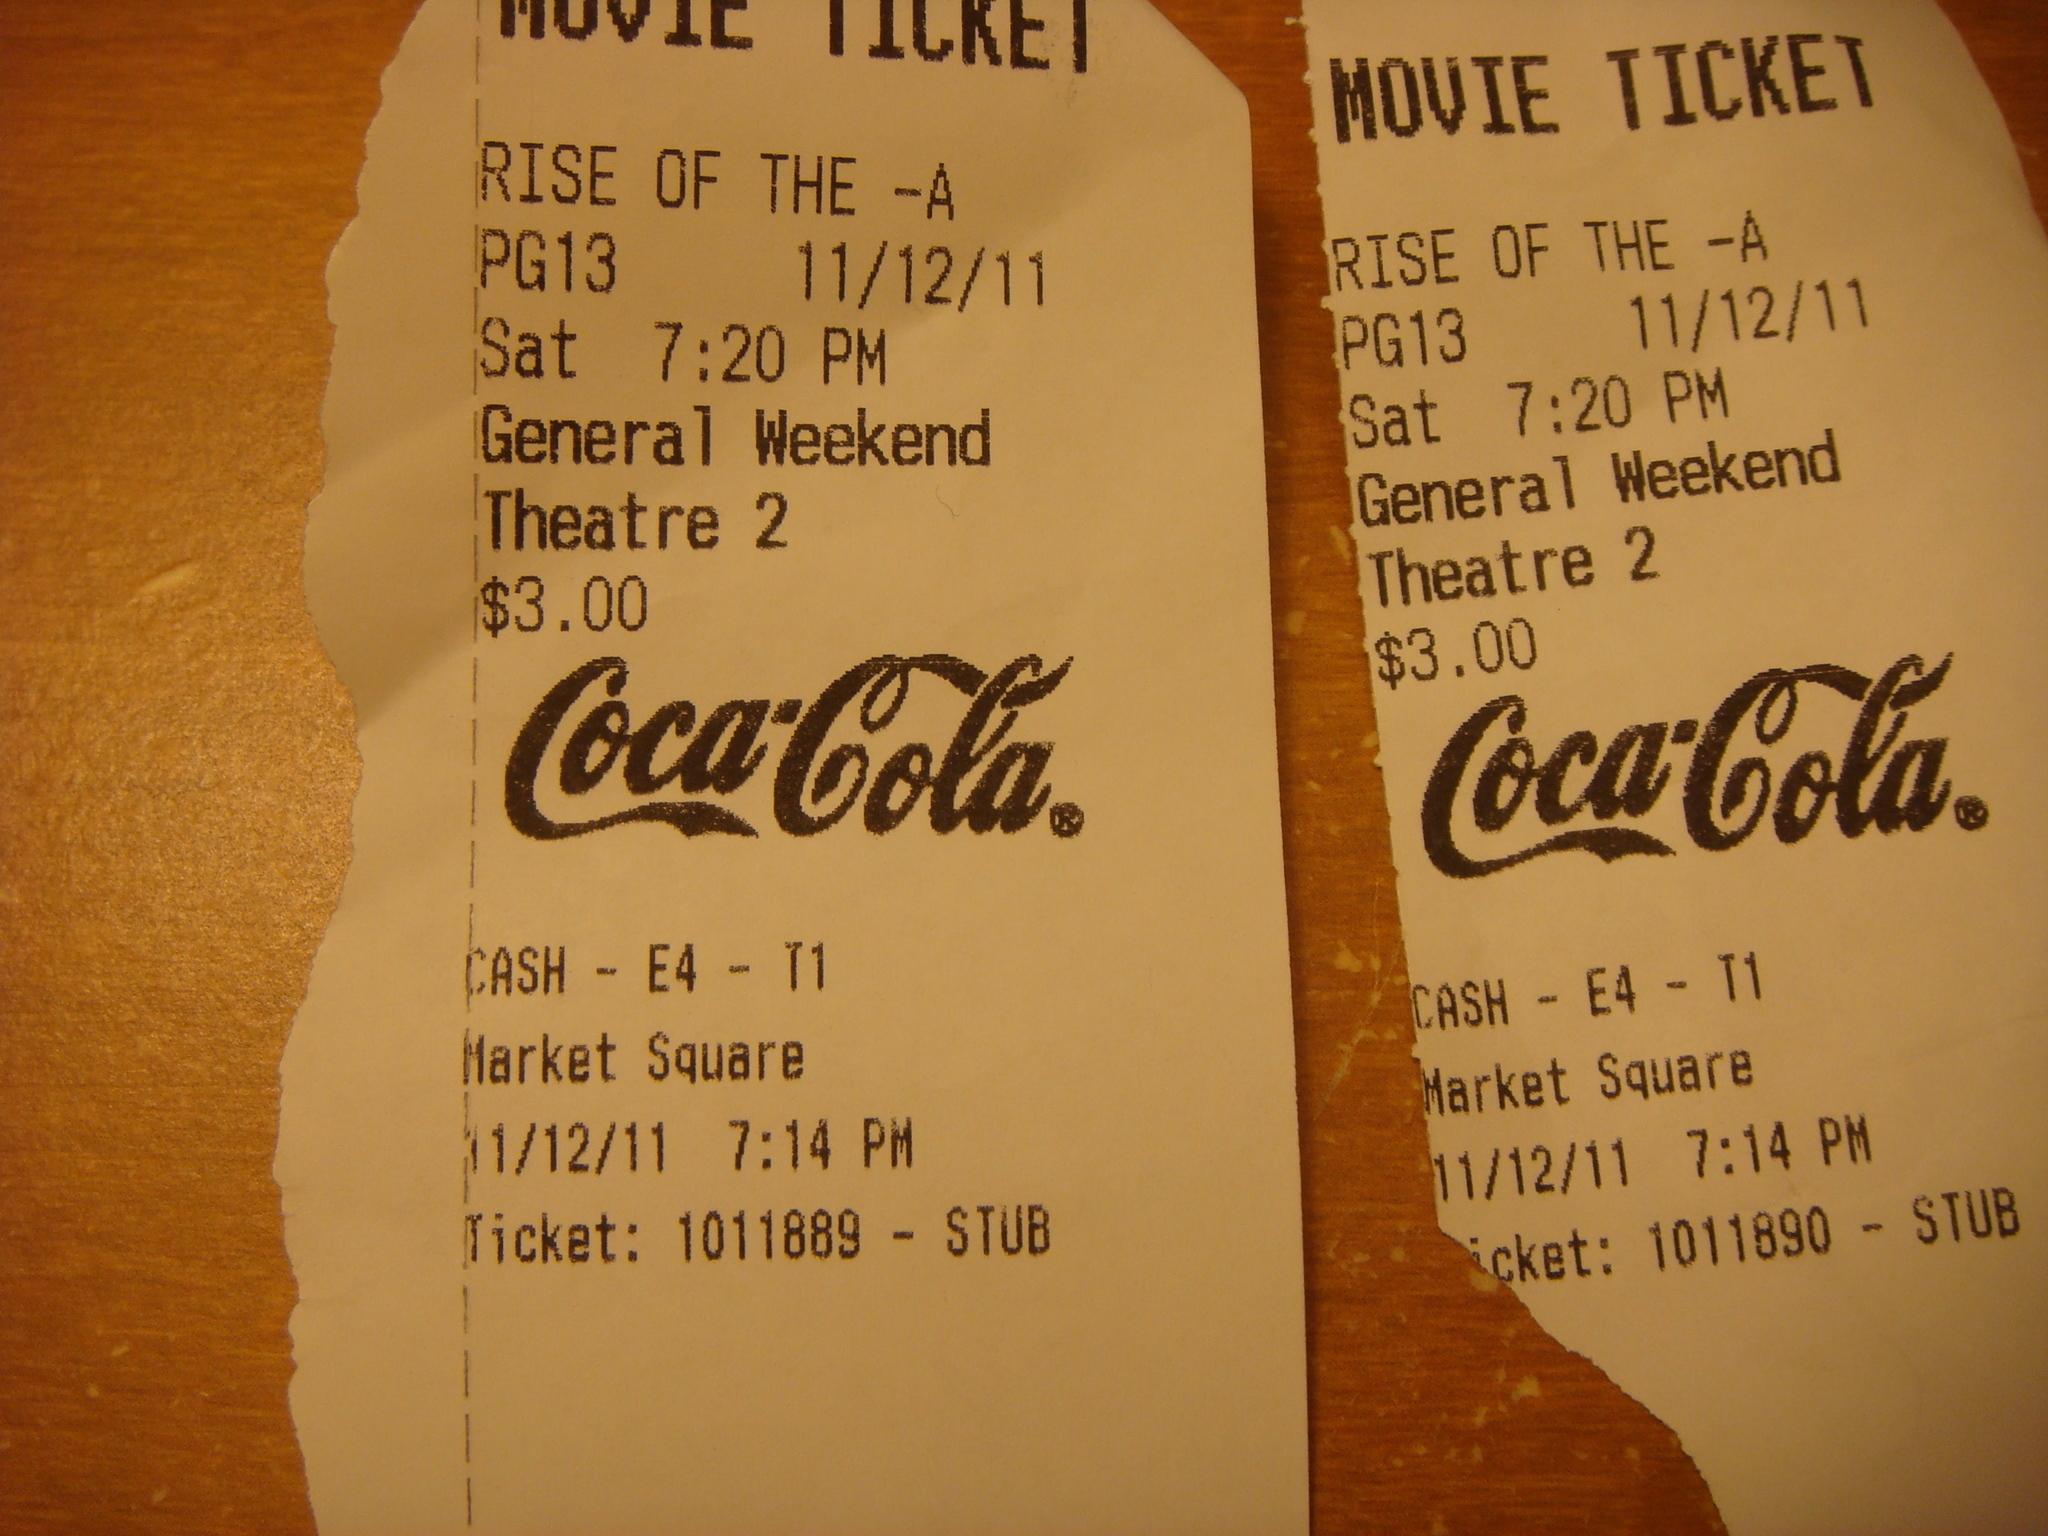 MOVIE TICKET
RISE OF THE -A
PG13 11/12/11
Sat 7:20 PM
General Weekend
Theatre 2
$3.00
Coca-Cola®
CASH - E4 - T1
Market Square
11/12/11 7:14 PM
Ticket: 1011889 - STUB
MOVIE TICKET
RISE OF THE -A
PG13 11/12/11
Sat 7:20 PM
General Weekend
Theatre 2
$3.00
Coca-Cola®
CASH - E4 - T1
Market Square
11/12/11 7:14 PM
icket: 1011890 - STUB